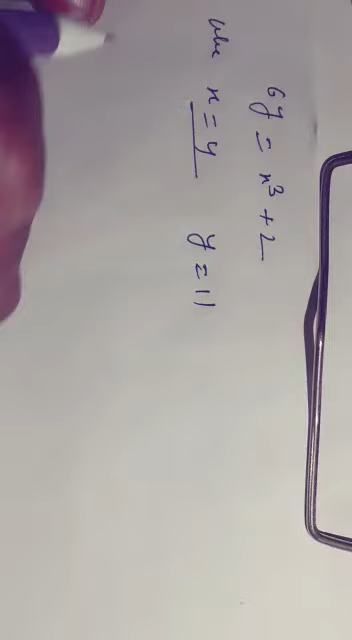 6y = x³ + 2
when x = 4 y = 11